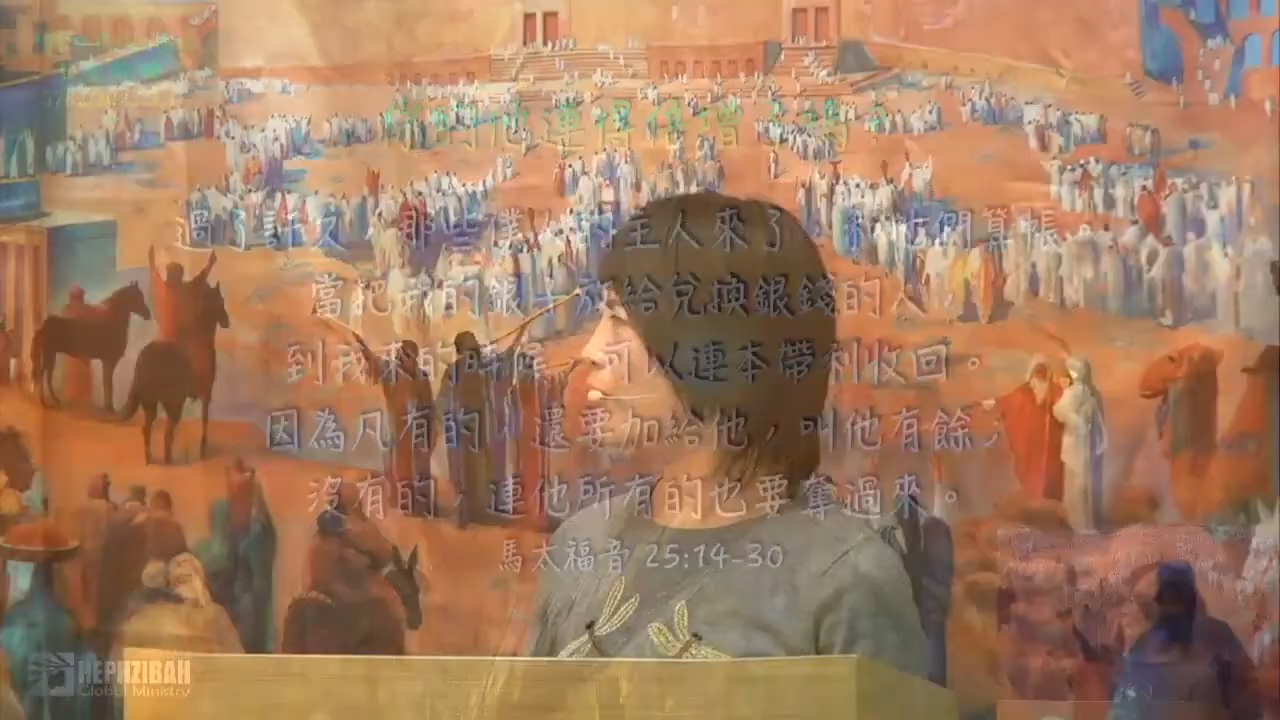 過了許久，那些僕人的主人來了，和他們算帳。
當把我的銀子放給兌換銀錢的人，
到我來的時候，可以連本帶利收回。
因為凡有的，還要加給他，叫他有餘，
沒有的，連他所有的也要奪過來。
馬太福音 25:14-30
HEPHZIBAH
Global Ministry